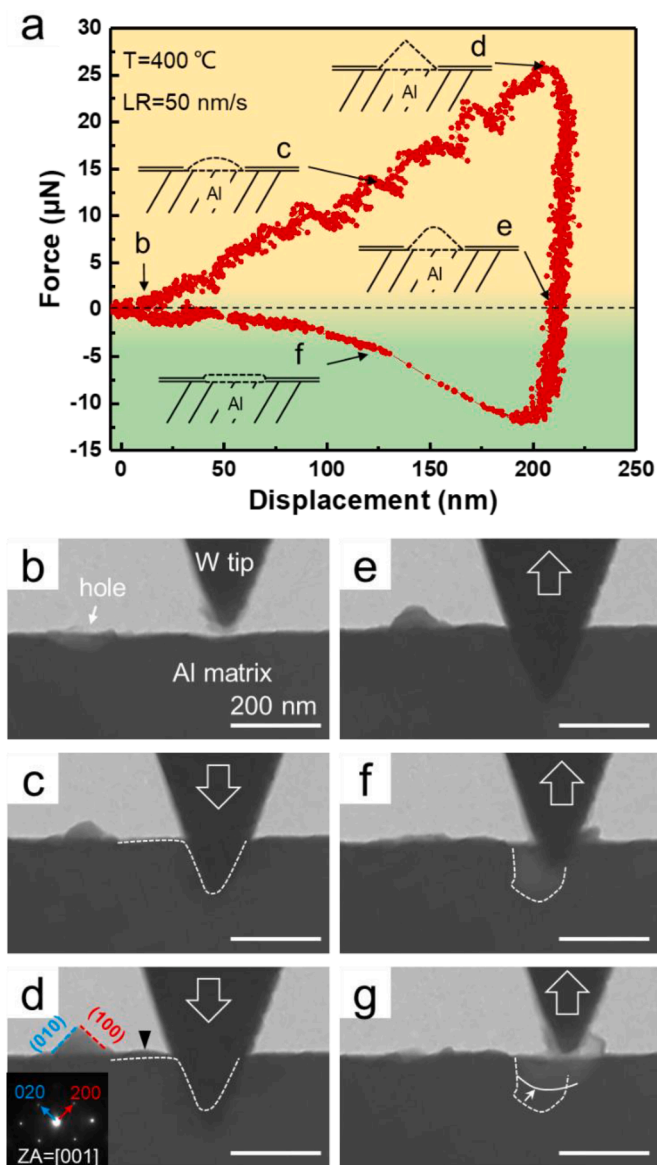 a
T=400 ℃
LR=50 nm/s
Al
d
c
Al
b
e
Al
f
Al
Force (μN)
30
25
20
15
10
5
0
-5
-10
-15
0
50
100
150
200
250
Displacement (nm)
b
hole
W tip
Al matrix
200 nm
e
c
f
d
(010)
(100)
020
200
ZA=[001]
g